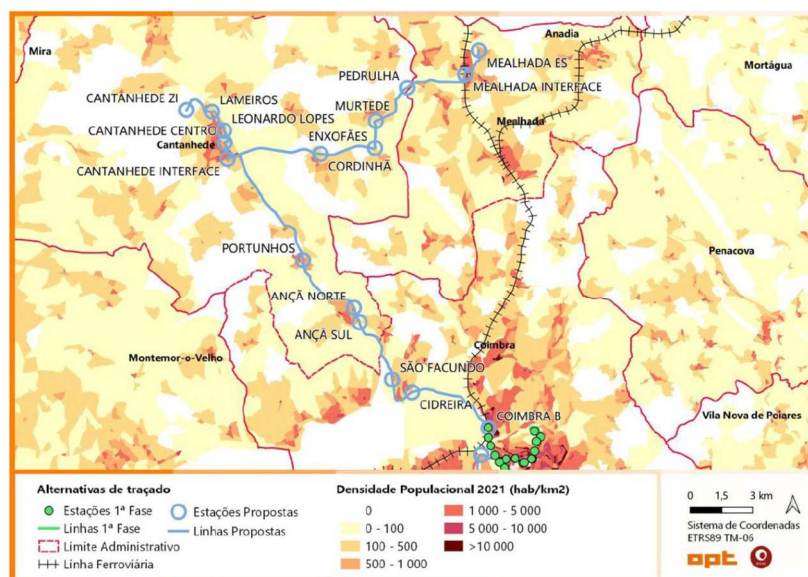 Mira
Anadia
Mortágua
MEALHADA ES
PEDRULHA
MEALHADA INTERFACE
CANTANHEDE ZI
LAMEIROS
MURTEDE
LEONARDO LOPES
Mealhada
CANTANHEDE CENTRO
ENXOFÃES
Cantanhede
CORDINHÃ
CANTANHEDE INTERFACE
PORTUNHOS
Penacova
ANÇÃ NORTE
ANÇÃ SUL
Coimbra
Montemor-o-Velho
SÃO FACUNDO
CIDREIRA
COIMBRA B
Vila Nova de Poiares
Alternativas de traçado
Estações 1ª Fase
Linhas 1ª Fase
Limite Administrativo
Linha Ferroviária
Estações Propostas
Linhas Propostas
Densidade Populacional 2021 (hab/km2)
0
0 - 100
100 - 500
500 - 1 000
1 000 - 5 000
5 000 - 10 000
>10 000
0 1,5 3 km
Sistema de Coordenadas
ETRS89 TM-06
opt